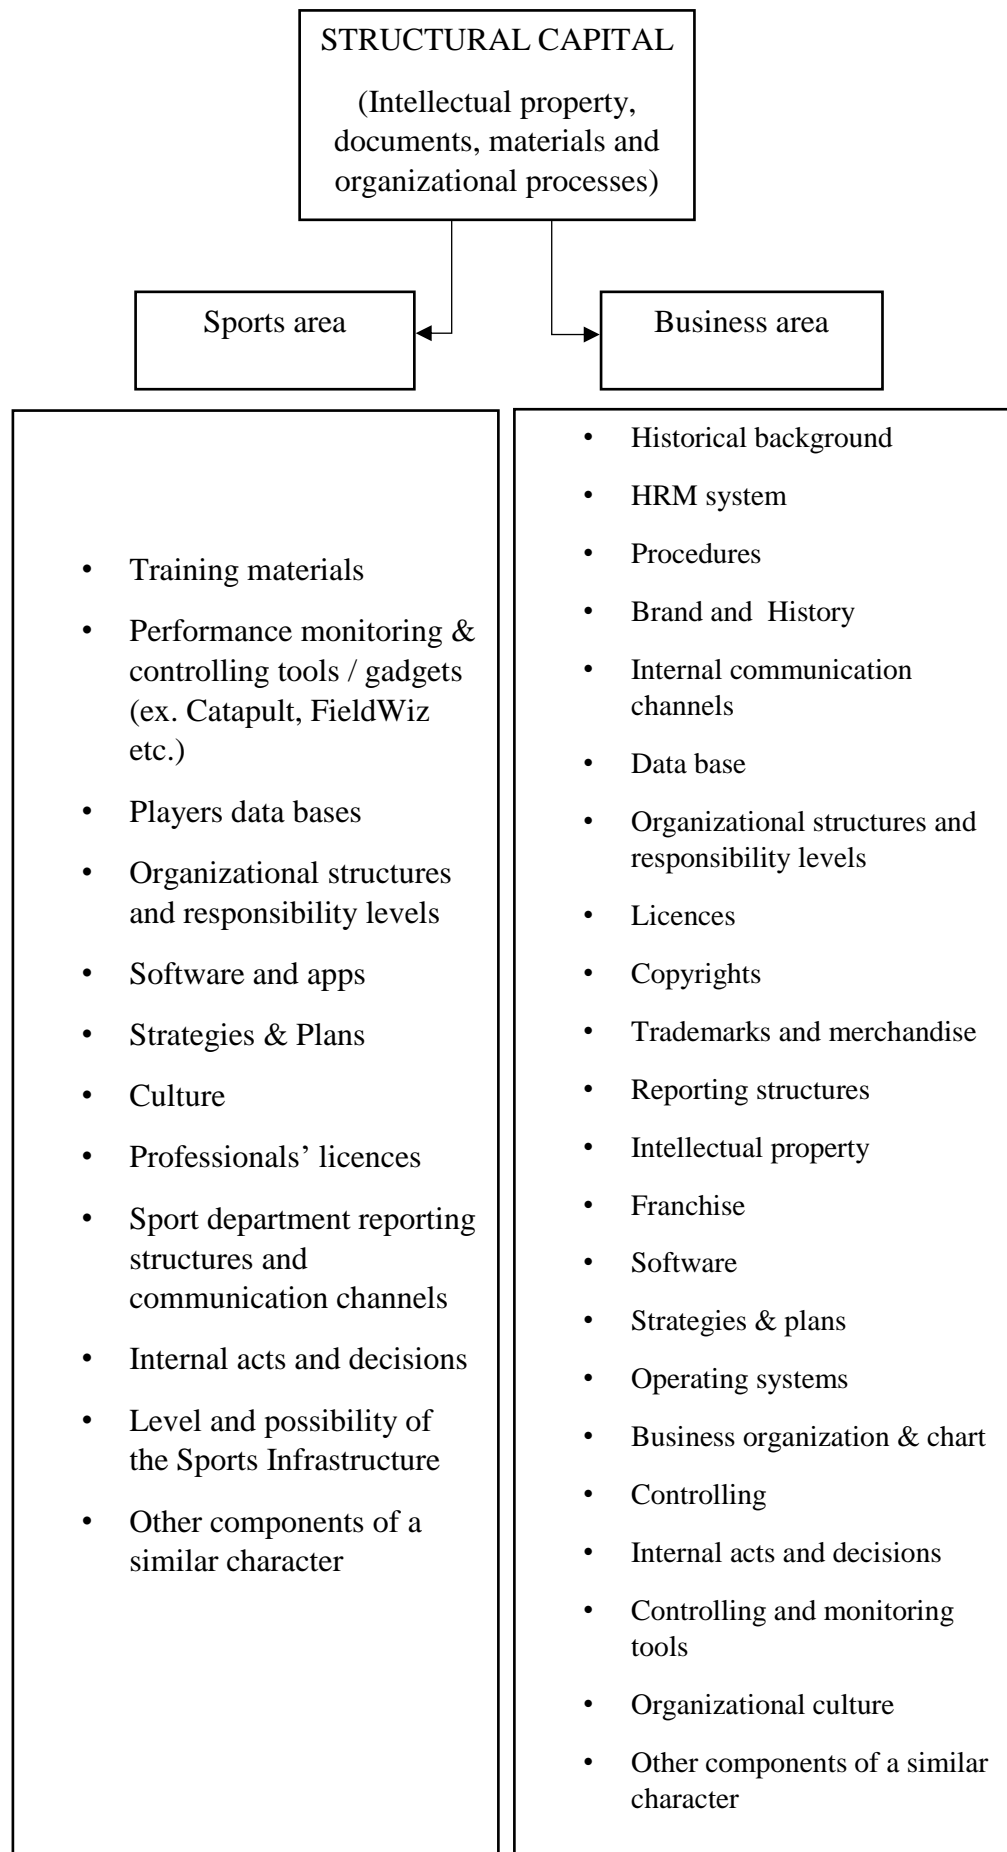 STRUCTURAL CAPITAL
(Intellectual property,
documents, materials and
organizational processes)
Sports area
Business area
• Training materials
• Performance monitoring &
controlling tools / gadgets
(ex. Catapult, FieldWiz
etc.)
• Players data bases
• Organizational structures
and responsibility levels
• Software and apps
• Strategies & Plans
• Culture
• Professionals’ licences
• Sport department reporting
structures and
communication channels
• Internal acts and decisions
• Level and possibility of
the Sports Infrastructure
• Other components of a
similar character
• Historical background
• HRM system
• Procedures
• Brand and History
• Internal communication
channels
• Data base
• Organizational structures and
responsibility levels
• Licences
• Copyrights
• Trademarks and merchandise
• Reporting structures
• Intellectual property
• Franchise
• Software
• Strategies & plans
• Operating systems
• Business organization & chart
• Controlling
• Internal acts and decisions
• Controlling and monitoring
tools
• Organizational culture
• Other components of a similar
character